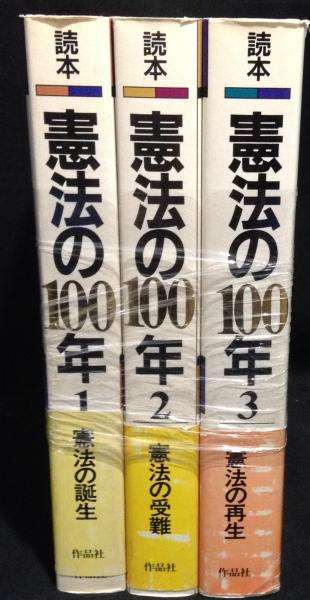 読本
憲法の100年 1
憲法の誕生
作品社
読本
憲法の100年 2
憲法の受難
作品社
読本
憲法の100年 3
憲法の再生
作品社